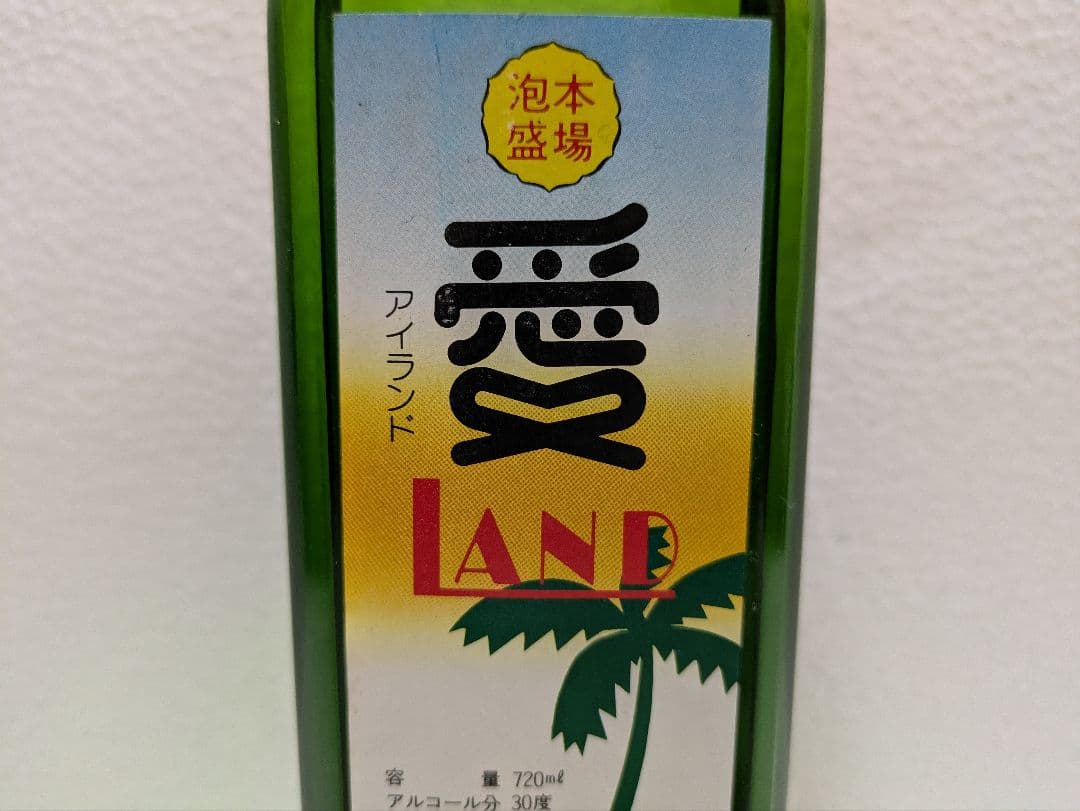 本場
泡盛
愛
アイランド
LAND
容量 720ml
アルコール分 30度